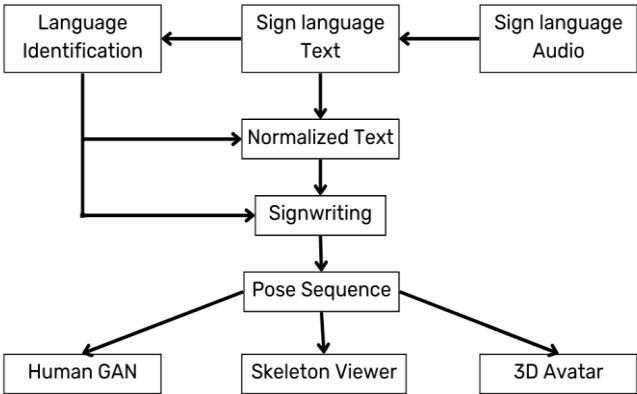 Language
Identification
Sign language
Text
Sign language
Audio
Normalized Text
Signwriting
Pose Sequence
Human GAN
Skeleton Viewer
3D Avatar